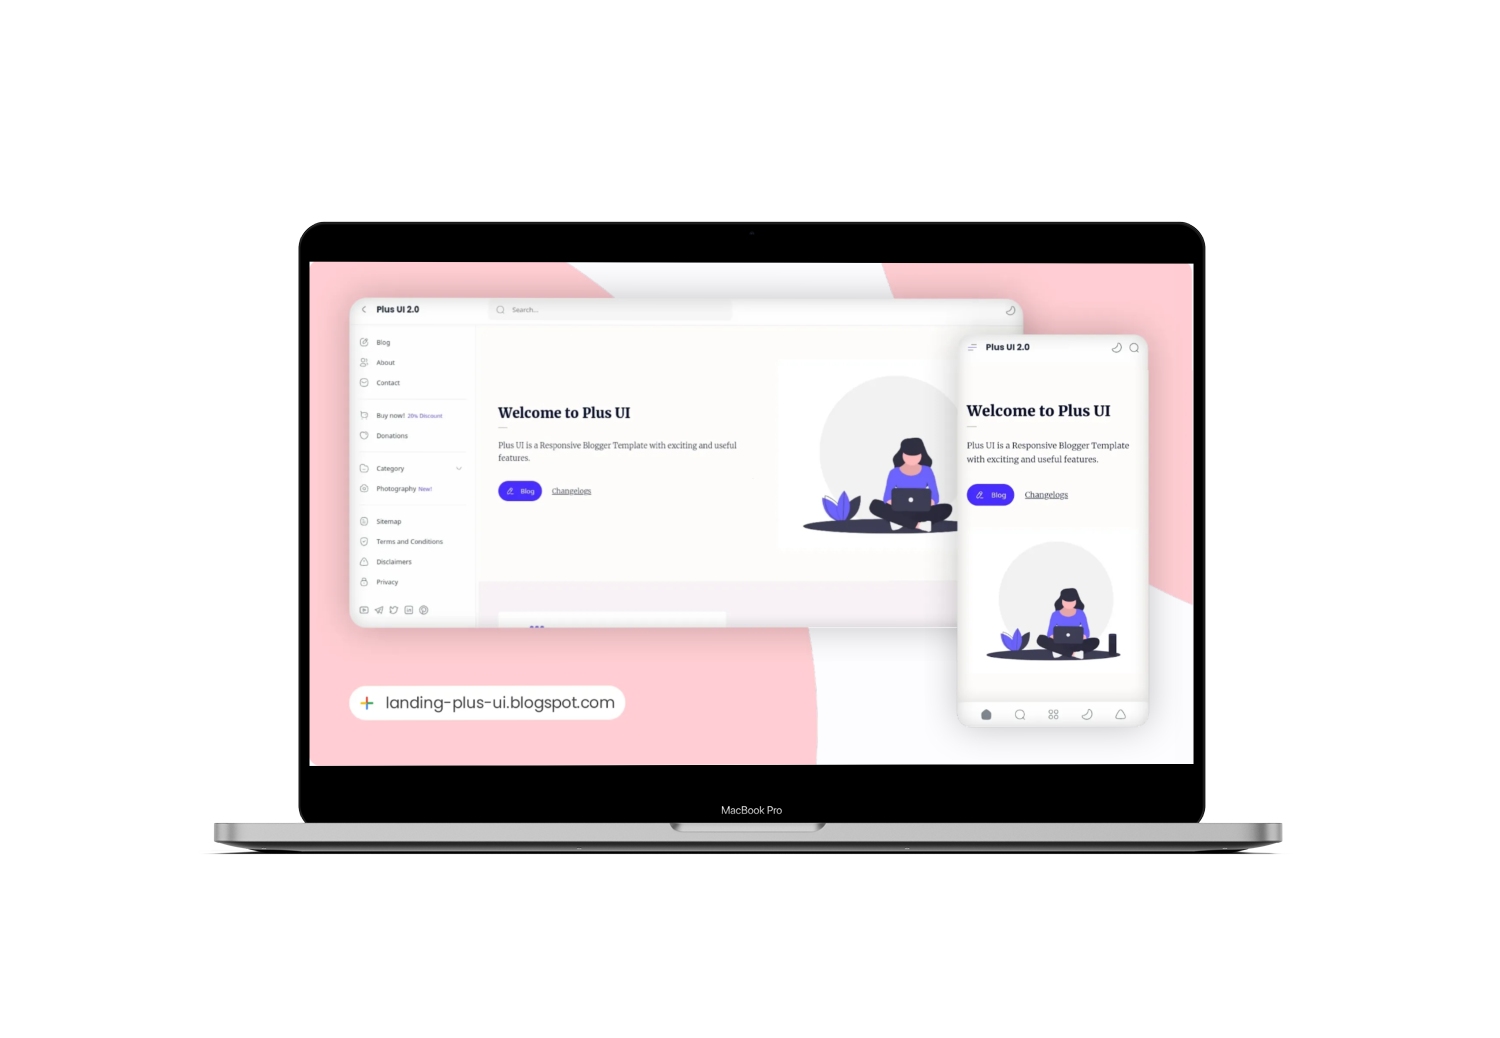 Plus UI 2.0
Search...
Blog
About
Contact
Buy now! 20% Discount
Donations
Category
Photography New!
Sitemap
Terms and Conditions
Disclaimers
Privacy
Welcome to Plus UI
Plus UI is a Responsive Blogger Template with exciting and useful
features.
Blog
Changelogs
Plus UI 2.0
Welcome to Plus UI
Plus UI is a Responsive Blogger Template
with exciting and useful features.
Blog
Changelogs
landing-plus-ui.blogspot.com
MacBook Pro